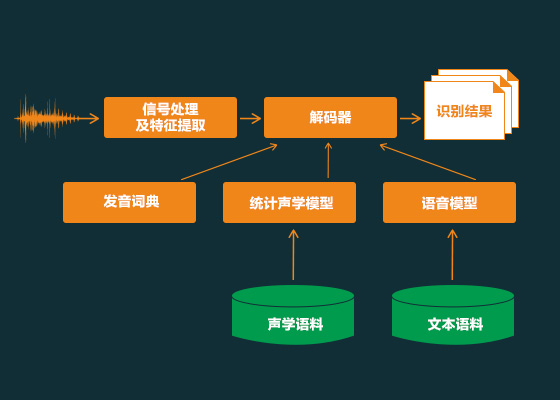 信号处理
及特征提取
解码器
识别结果
发音词典
统计声学模型
语音模型
声学语料
文本语料